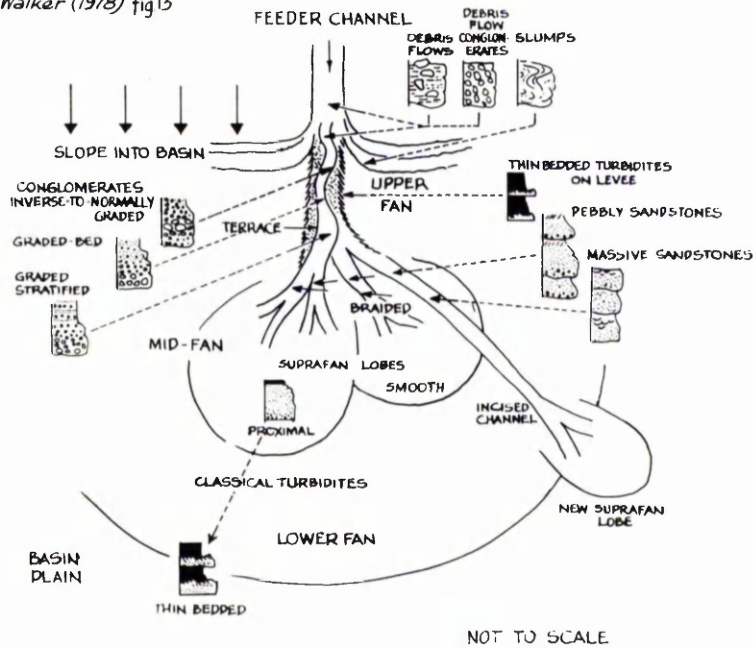 Walker (1978) fig 13
FEEDER CHANNEL
DEBRIS
FLOWS
DEBRIS
FLOW
CONGLOM-
ERATES
SLUMPS
SLOPE INTO BASIN
CONGLOMERATES
INVERSE-TO-NORMALLY
GRADED
GRADED-BED
GRADED
STRATIFIED
TERRACE
UPPER
FAN
THIN BEDDED TURBIDITES
ON LEVEE
PEBBLY SANDSTONES
MASSIVE SANDSTONES
BRAIDED
MID-FAN
SUPRAFAN LOBES
SMOOTH
PROXIMAL
INCISED
CHANNEL
CLASSICAL TURBIDITES
NEW SUPRAFAN
LOBE
LOWER FAN
BASIN
PLAIN
THIN BEDDED
NOT TO SCALE